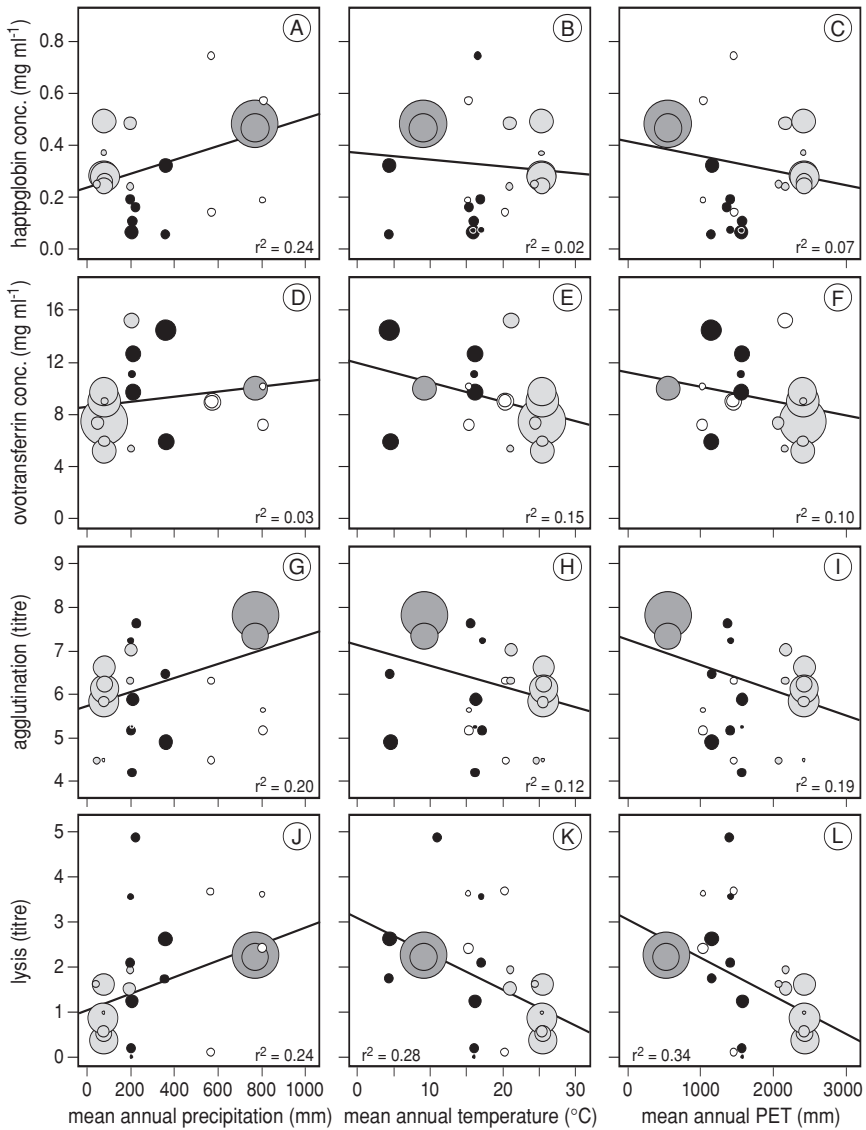 A
B
C
haptpglobin conc. (mg ml⁻¹)
0.8
0.6
0.4
0.2
0.0
r² = 0.24
r² = 0.02
r² = 0.07
D
E
F
ovotransferrin conc. (mg ml⁻¹)
16
12
8
4
0
r² = 0.03
r² = 0.15
r² = 0.10
G
H
I
agglutination (titre)
9
8
7
6
5
4
r² = 0.20
r² = 0.12
r² = 0.19
J
K
L
lysis (titre)
5
4
3
2
1
0
r² = 0.24
r² = 0.28
r² = 0.34
0 200 400 600 800 1000
0 10 20 30
0 1000 2000 3000
mean annual precipitation (mm)
mean annual temperature (°C)
mean annual PET (mm)